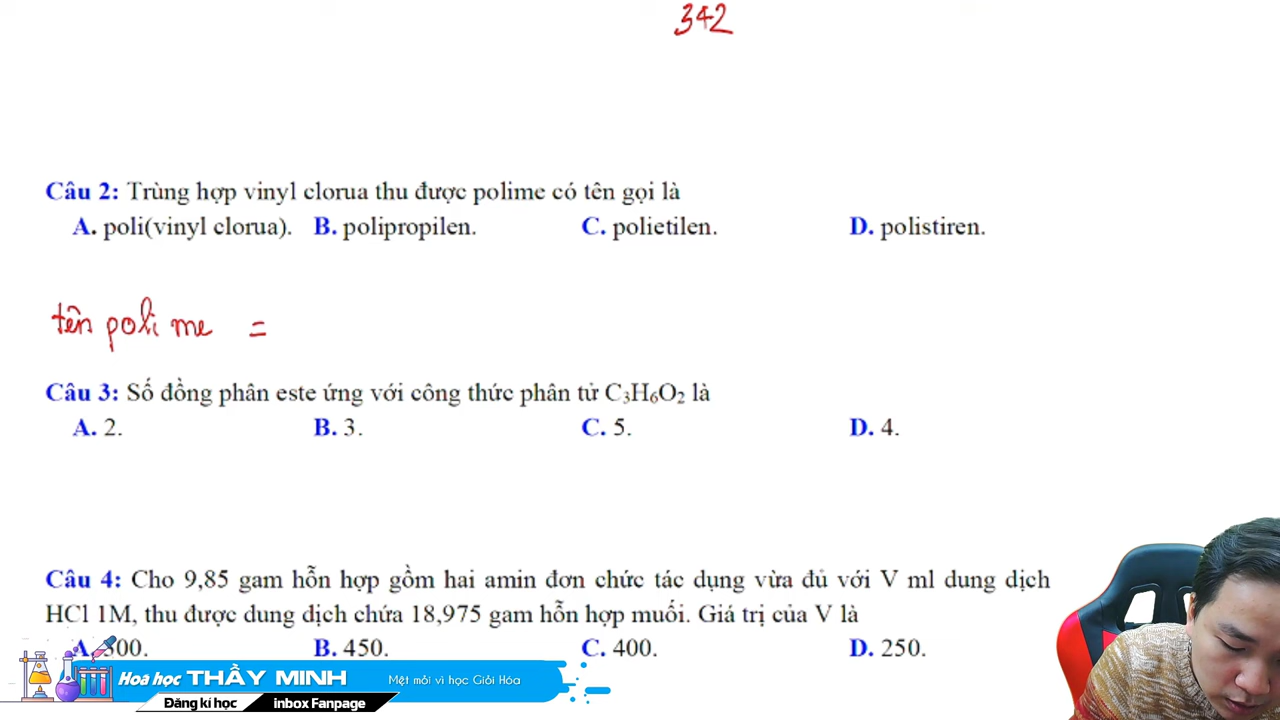 342
Câu 2: Trùng hợp vinyl clorua thu được polime có tên gọi là
A. poli(vinyl clorua). B. polipropilen. C. polietilen. D. polistiren.
tên poli me =
Câu 3: Số đồng phân este ứng với công thức phân tử C₃H₆O₂ là
A. 2. B. 3. C. 5. D. 4.
Câu 4: Cho 9,85 gam hỗn hợp gồm hai amin đơn chức tác dụng vừa đủ với V ml dung dịch
HCl 1M, thu được dung dịch chứa 18,975 gam hỗn hợp muối. Giá trị của V là
A. 00. B. 450. C. 400. D. 250.
Hoá học THẦY MINH Mệt mỏi vì học Giỏi Hóa
Đăng kí học inbox Fanpage